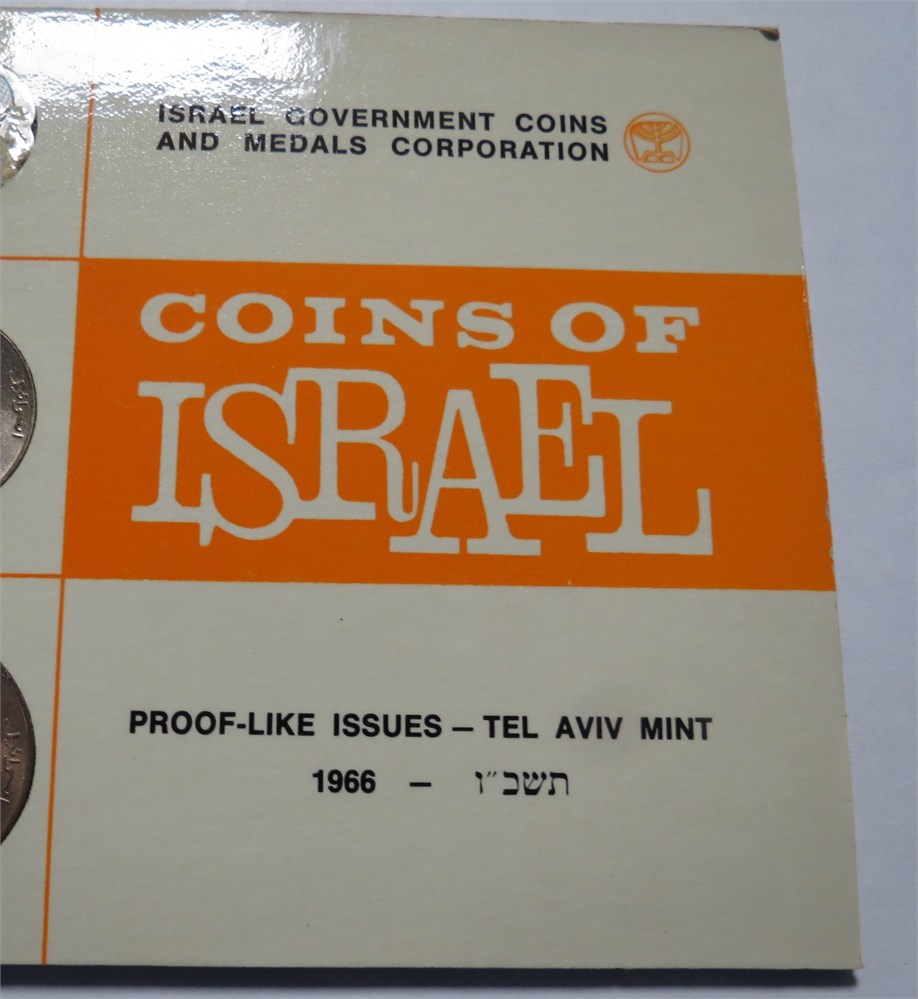 ISRAEL GOVERNMENT COINS
AND MEDALS CORPORATION
COINS OF
ISRAEL
PROOF-LIKE ISSUES – TEL AVIV MINT
1966 – תשכ״ו